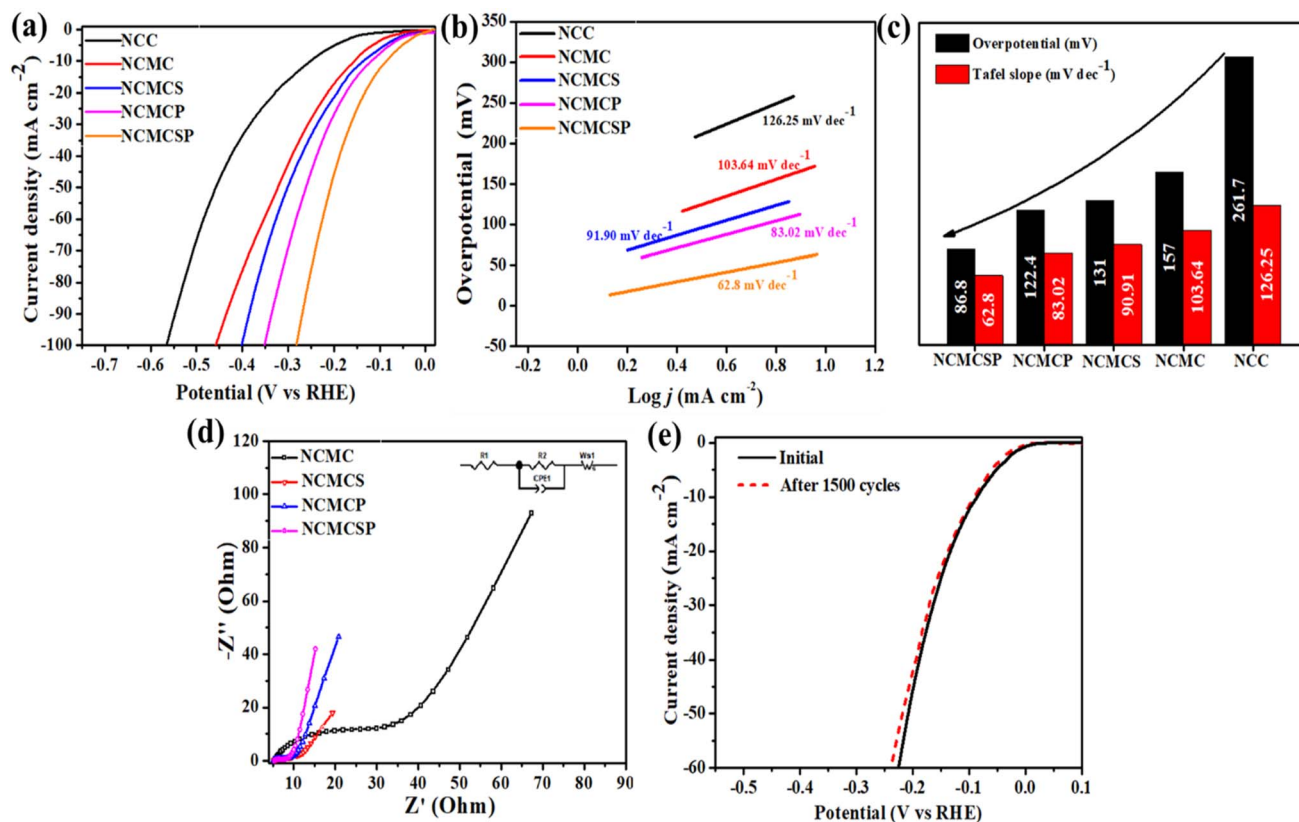 (a)
NCC
NCMC
NCMCS
NCMCP
NCMCSP
0
-10
-20
-30
-40
-50
-60
-70
-80
-90
-100
Current density (mA cm⁻²)
-0.7 -0.6 -0.5 -0.4 -0.3 -0.2 -0.1 0.0
Potential (V vs RHE)
(b)
NCC
NCMC
NCMCS
NCMCP
NCMCSP
350
300
250
200
150
100
50
0
-50
Overpotential (mV)
126.25 mV dec⁻¹
103.64 mV dec⁻¹
91.90 mV dec⁻¹
83.02 mV dec⁻¹
62.8 mV dec⁻¹
-0.2 0.0 0.2 0.4 0.6 0.8 1.0 1.2
Log j (mA cm⁻²)
(c)
Overpotential (mV)
Tafel slope (mV dec⁻¹)
86.8
62.8
122.4
83.02
131
90.91
157
103.64
261.7
126.25
NCMCSP NCMCP NCMCS NCMC NCC
(d)
NCMC
NCMCS
NCMCP
NCMCSP
R1 R2 Ws1
CPE1
120
100
80
60
40
20
0
-Z'' (Ohm)
10 20 30 40 50 60 70 80 90
Z' (Ohm)
(e)
Initial
After 1500 cycles
0
-10
-20
-30
-40
-50
-60
Current density (mA cm⁻²)
-0.5 -0.4 -0.3 -0.2 -0.1 0.0 0.1
Potential (V vs RHE)